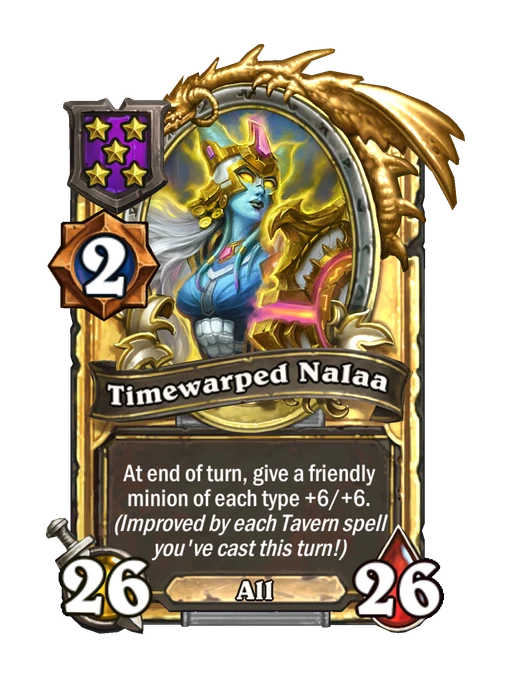 2
Timewarped Nalaa
At end of turn, give a friendly
minion of each type +6/+6.
(Improved by each Tavern spell
you've cast this turn!)
26
All
26